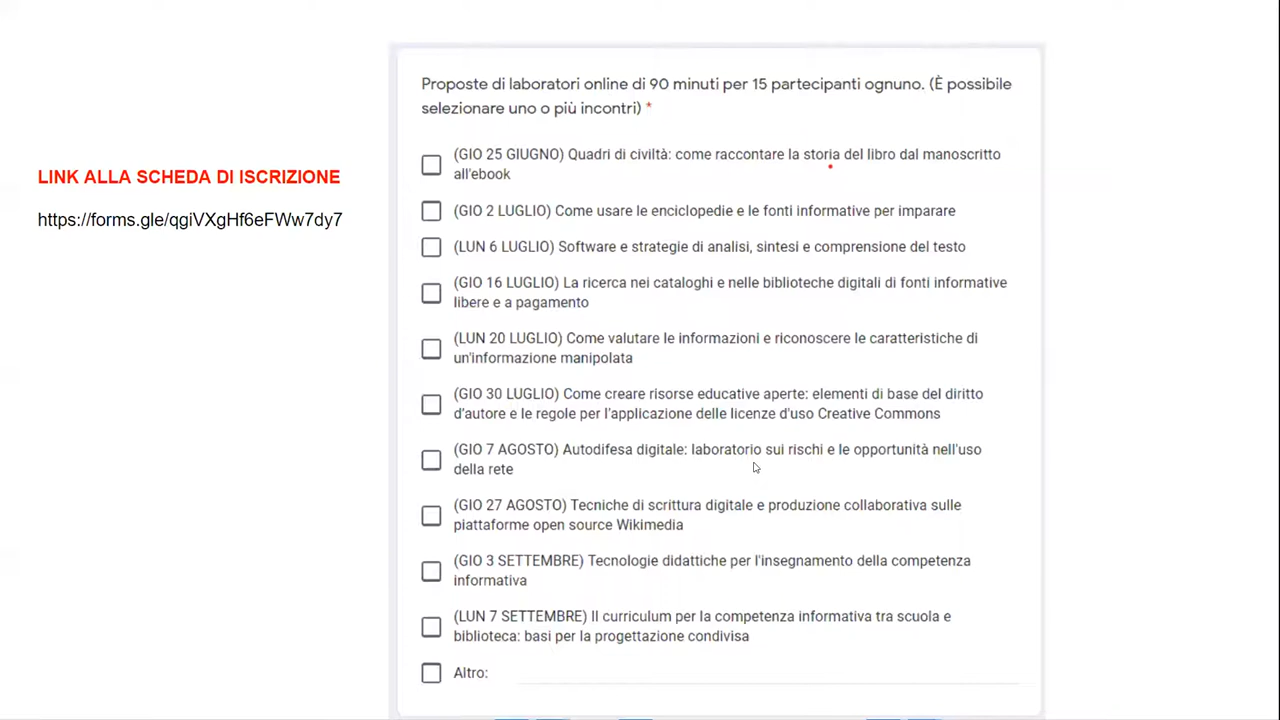 LINK ALLA SCHEDA DI ISCRIZIONE
https://forms.gle/qgiVXgHf6eFWw7dy7
Proposte di laboratori online di 90 minuti per 15 partecipanti ognuno. (È possibile
selezionare uno o più incontri) *
(GIO 25 GIUGNO) Quadri di civiltà: come raccontare la storia del libro dal manoscritto
all'ebook
(GIO 2 LUGLIO) Come usare le enciclopedie e le fonti informative per imparare
(LUN 6 LUGLIO) Software e strategie di analisi, sintesi e comprensione del testo
(GIO 16 LUGLIO) La ricerca nei cataloghi e nelle biblioteche digitali di fonti informative
libere e a pagamento
(LUN 20 LUGLIO) Come valutare le informazioni e riconoscere le caratteristiche di
un'informazione manipolata
(GIO 30 LUGLIO) Come creare risorse educative aperte: elementi di base del diritto
d'autore e le regole per l'applicazione delle licenze d'uso Creative Commons
(GIO 7 AGOSTO) Autodifesa digitale: laboratorio sui rischi e le opportunità nell'uso
della rete
(GIO 27 AGOSTO) Tecniche di scrittura digitale e produzione collaborativa sulle
piattaforme open source Wikimedia
(GIO 3 SETTEMBRE) Tecnologie didattiche per l'insegnamento della competenza
informativa
(LUN 7 SETTEMBRE) Il curriculum per la competenza informativa tra scuola e
biblioteca: basi per la progettazione condivisa
Altro: